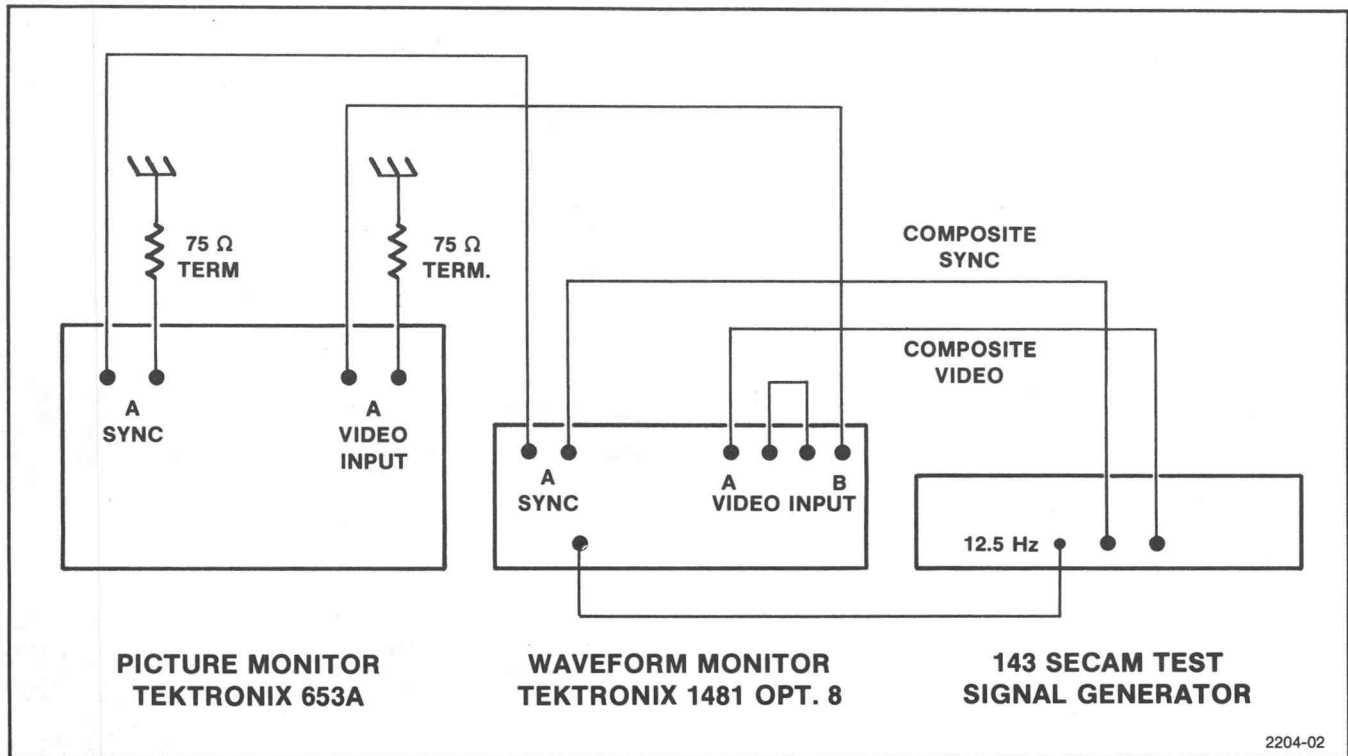 75 Ω
TERM
75 Ω
TERM.
COMPOSITE
SYNC
COMPOSITE
VIDEO
A
SYNC
A
VIDEO
INPUT
A
SYNC
A B
VIDEO INPUT
12.5 Hz
PICTURE MONITOR
TEKTRONIX 653A
WAVEFORM MONITOR
TEKTRONIX 1481 OPT. 8
143 SECAM TEST
SIGNAL GENERATOR
2204-02